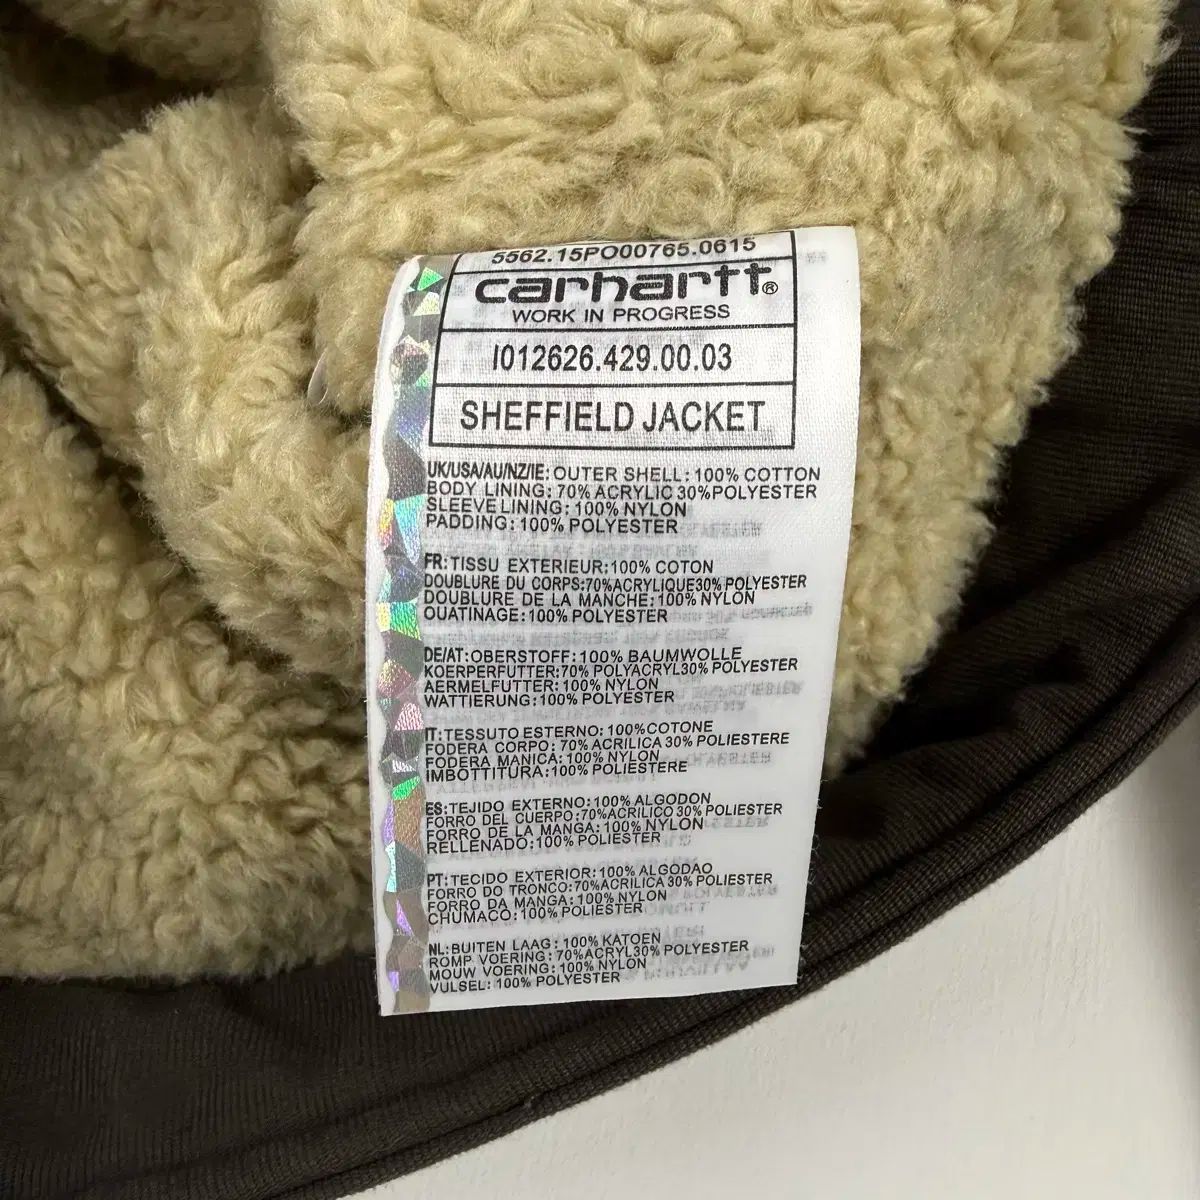 5562.15PO00765.0615
carhartt®
WORK IN PROGRESS
I012626.429.00.03
SHEFFIELD JACKET
UK/USA/AU/NZ/IE: OUTER SHELL: 100% COTTON
BODY LINING: 70% ACRYLIC 30%POLYESTER
SLEEVE LINING: 100% NYLON
PADDING: 100% POLYESTER
FR: TISSU EXTERIEUR: 100% COTON
DOUBLURE DU CORPS:70%ACRYLIQUE30% POLYESTER
DOUBLURE DE LA MANCHE: 100% NYLON
OUATINAGE: 100% POLYESTER
DE/AT: OBERSTOFF: 100% BAUMWOLLE
KOERPERFUTTER:70% POLYACRYL30% POLYESTER
AERMELFUTTER: 100% NYLON
WATTIERUNG: 100% POLYESTER
IT: TESSUTO ESTERNO: 100%COTONE
FODERA CORPO: 70% ACRILICA 30% POLIESTERE
FODERA MANICA: 100% NYLON
IMBOTTITURA: 100% POLIESTERE
ES: TEJIDO EXTERNO: 100% ALGODON
FORRO DEL CUERPO: 70%ACRILICO 30% POLIESTER
FORRO DE LA MANGA: 100% NYLON
RELLENADO: 100% POLIESTER
PT: TECIDO EXTERIOR: 100% ALGODAO
FORRO DO TRONCO:70%ACRILICA 30% POLIESTER
FORRO DA MANGA: 100% NYLON
CHUMACO: 100% POLIESTER
NL: BUITEN LAAG: 100% KATOEN
ROMP VOERING: 70%ACRYL30% POLYESTER
MOUW VOERING: 100% NYLON
VULSEL: 100% POLYESTER